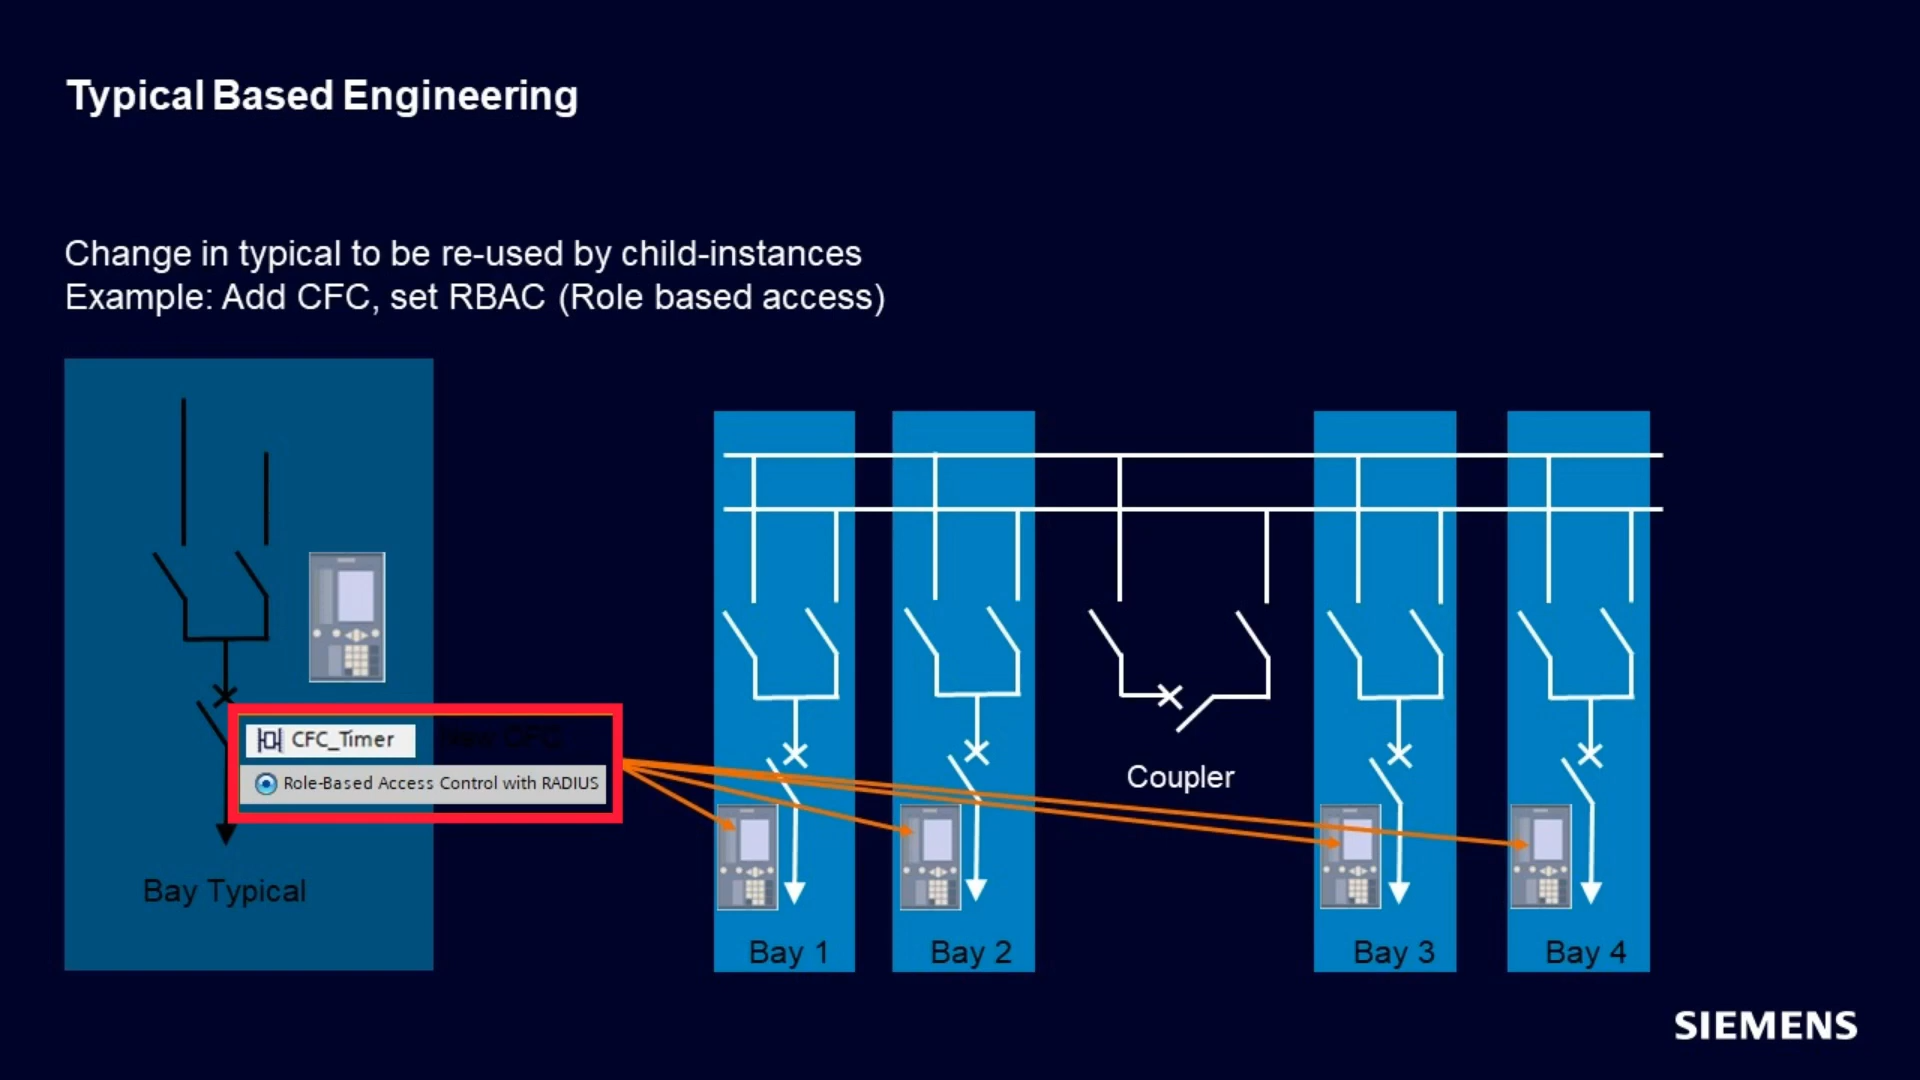 Typical Based Engineering
Change in typical to be re-used by child-instances
Example: Add CFC, set RBAC (Role based access)
CFC_Timer
New CFC
Role-Based Access Control with RADIUS
Bay Typical
Coupler
Bay 1
Bay 2
Bay 3
Bay 4
SIEMENS